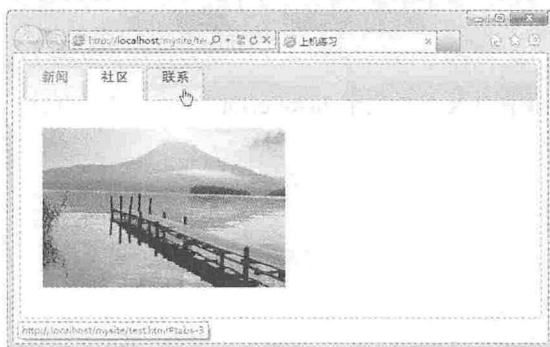 http://localhost/mysite/te
上机练习
新闻 社区 联系
http://localhost/mysite/test.htm#tabs-3